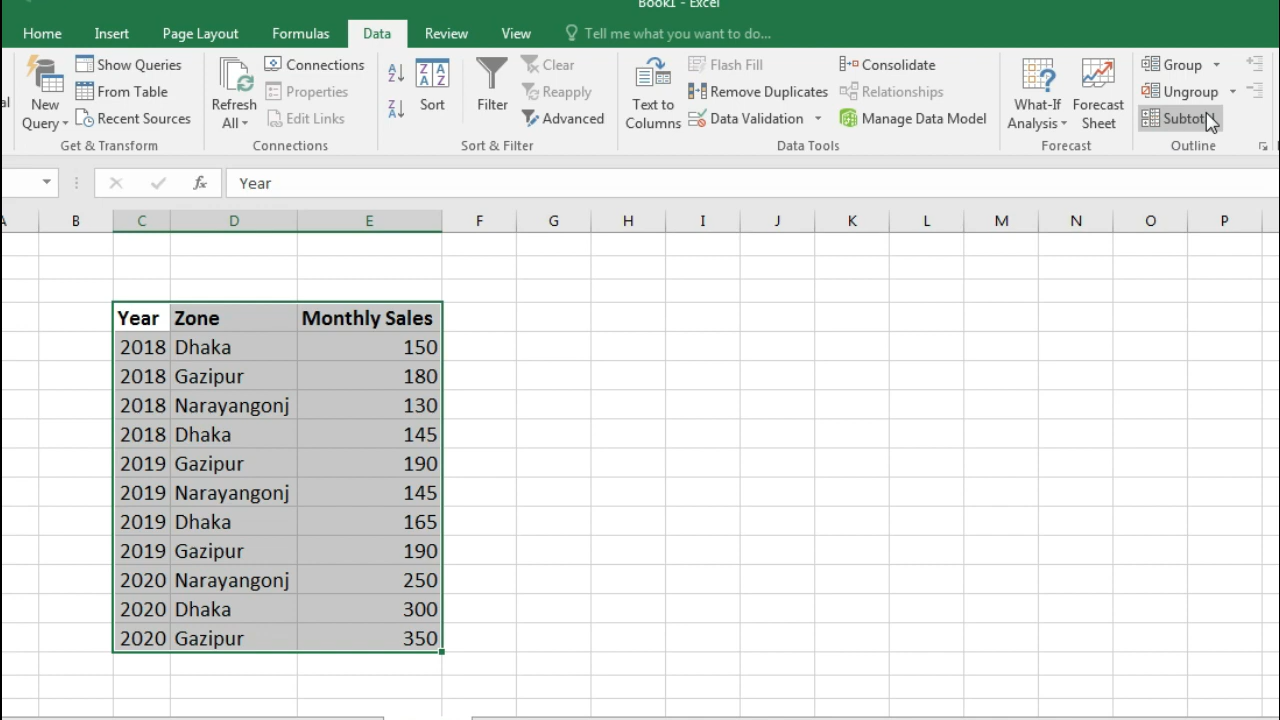 Book1 - Excel
Home Insert Page Layout Formulas Data Review View Tell me what you want to do...
Show Queries Connections Clear Flash Fill Consolidate Group
New Query From Table Refresh All Properties Sort Filter Reapply Text to Columns Remove Duplicates Relationships What-If Analysis Forecast Sheet Ungroup
Recent Sources Edit Links Advanced Data Validation Manage Data Model
Get & Transform Connections Sort & Filter Data Tools Forecast Outline
fx Year
A B C D E F G H I J K L M N O P
Year Zone Monthly Sales
2018 Dhaka 150
2018 Gazipur 180
2018 Narayangonj 130
2018 Dhaka 145
2019 Gazipur 190
2019 Narayangonj 145
2019 Dhaka 165
2019 Gazipur 190
2020 Narayangonj 250
2020 Dhaka 300
2020 Gazipur 350